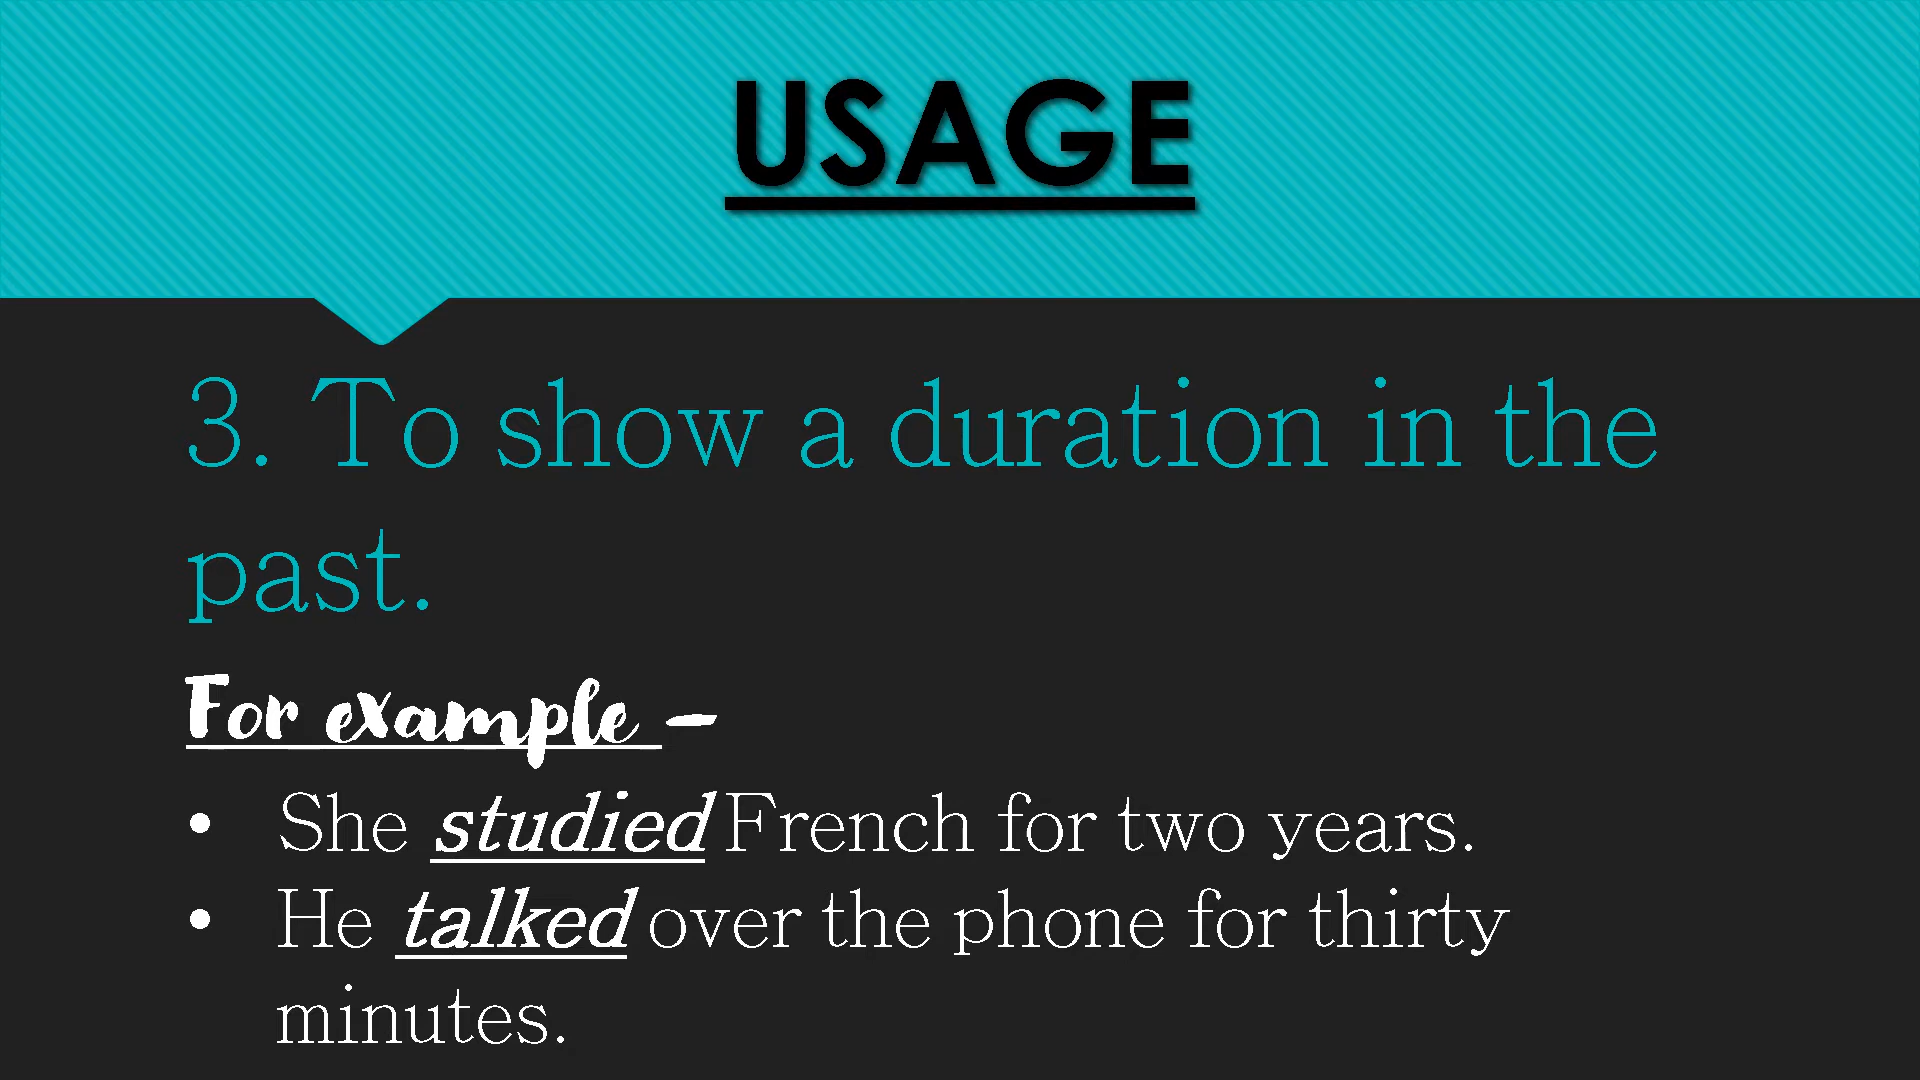 USAGE
3. To show a duration in the
past.
For example –
• She studied French for two years.
• He talked over the phone for thirty
minutes.